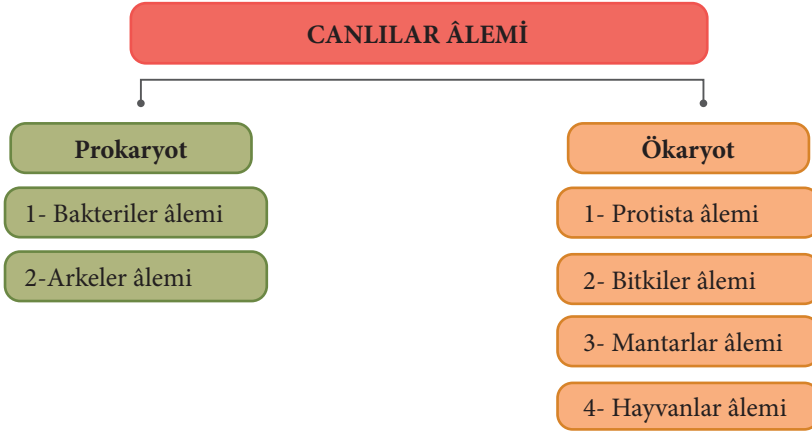 CANLILAR ÂLEMİ
Prokaryot
1- Bakteriler âlemi
2-Arkeler âlemi
Ökaryot
1- Protista âlemi
2- Bitkiler âlemi
3- Mantarlar âlemi
4- Hayvanlar âlemi